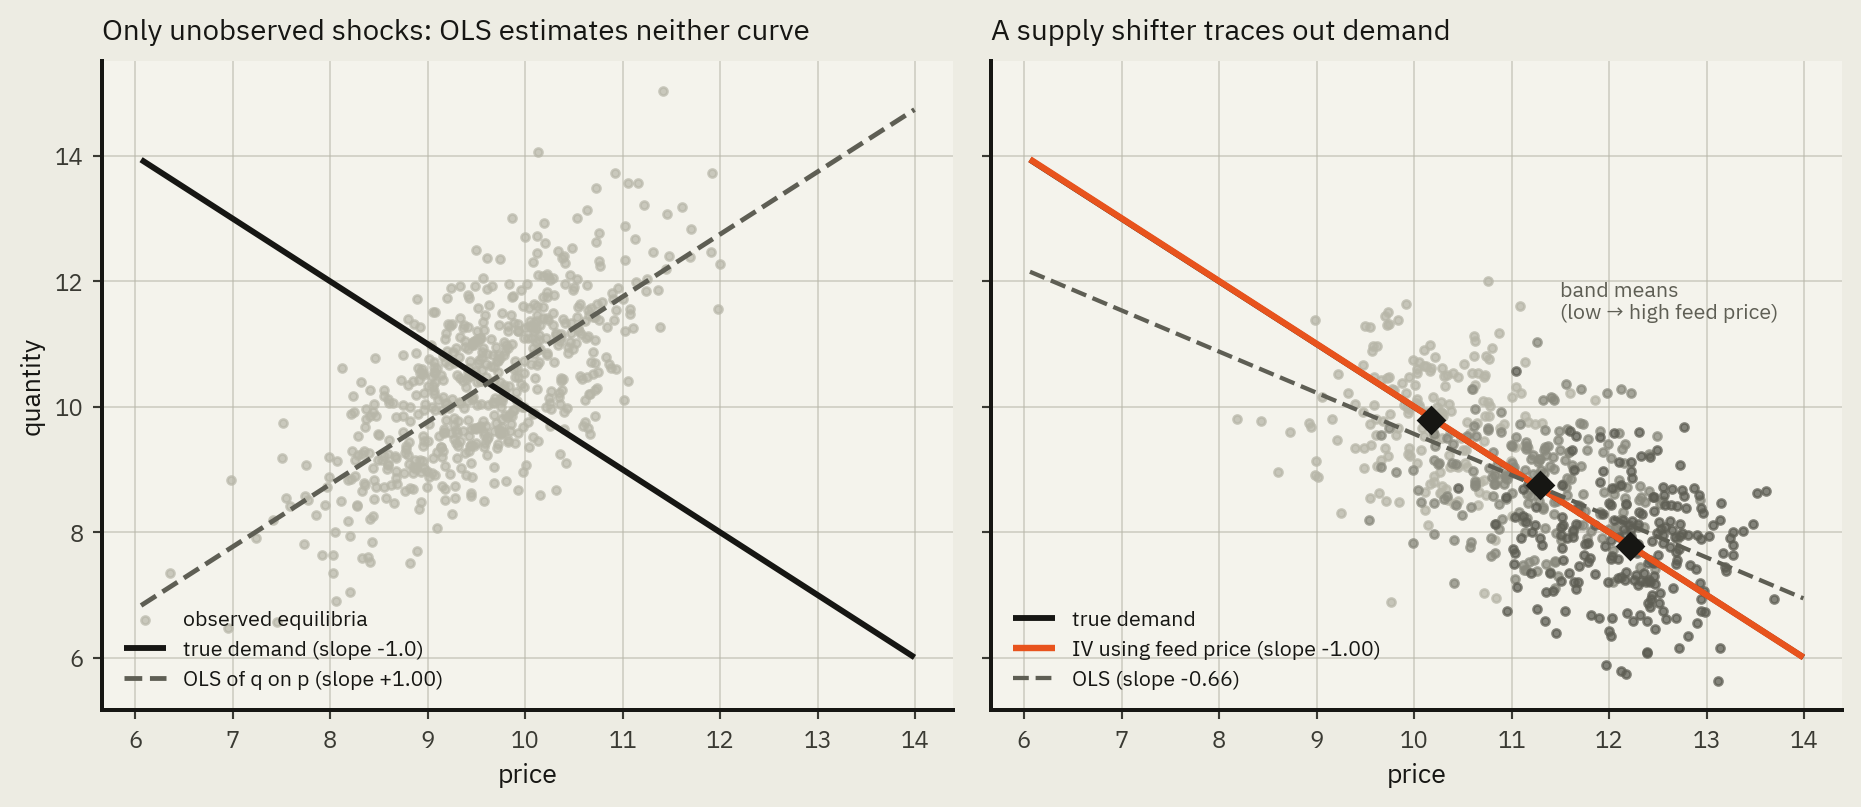 Only unobserved shocks: OLS estimates neither curve
quantity
14
12
10
8
6
observed equilibria
true demand (slope -1.0)
OLS of q on p (slope +1.00)
6 7 8 9 10 11 12 13 14
price
A supply shifter traces out demand
band means
(low → high feed price)
true demand
IV using feed price (slope -1.00)
OLS (slope -0.66)
6 7 8 9 10 11 12 13 14
price